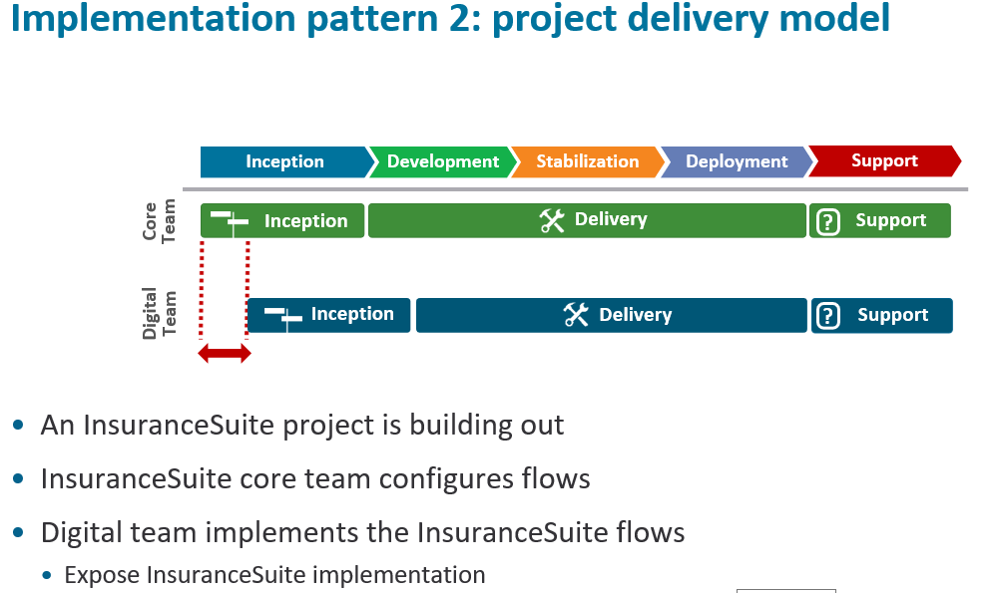 Implementation pattern 2: project delivery model
Inception
Development
Stabilization
Deployment
Support
Core
Team
Inception
Delivery
? Support
Digital
Team
Inception
Delivery
? Support
• An InsuranceSuite project is building out
• InsuranceSuite core team configures flows
• Digital team implements the InsuranceSuite flows
• Expose InsuranceSuite implementation